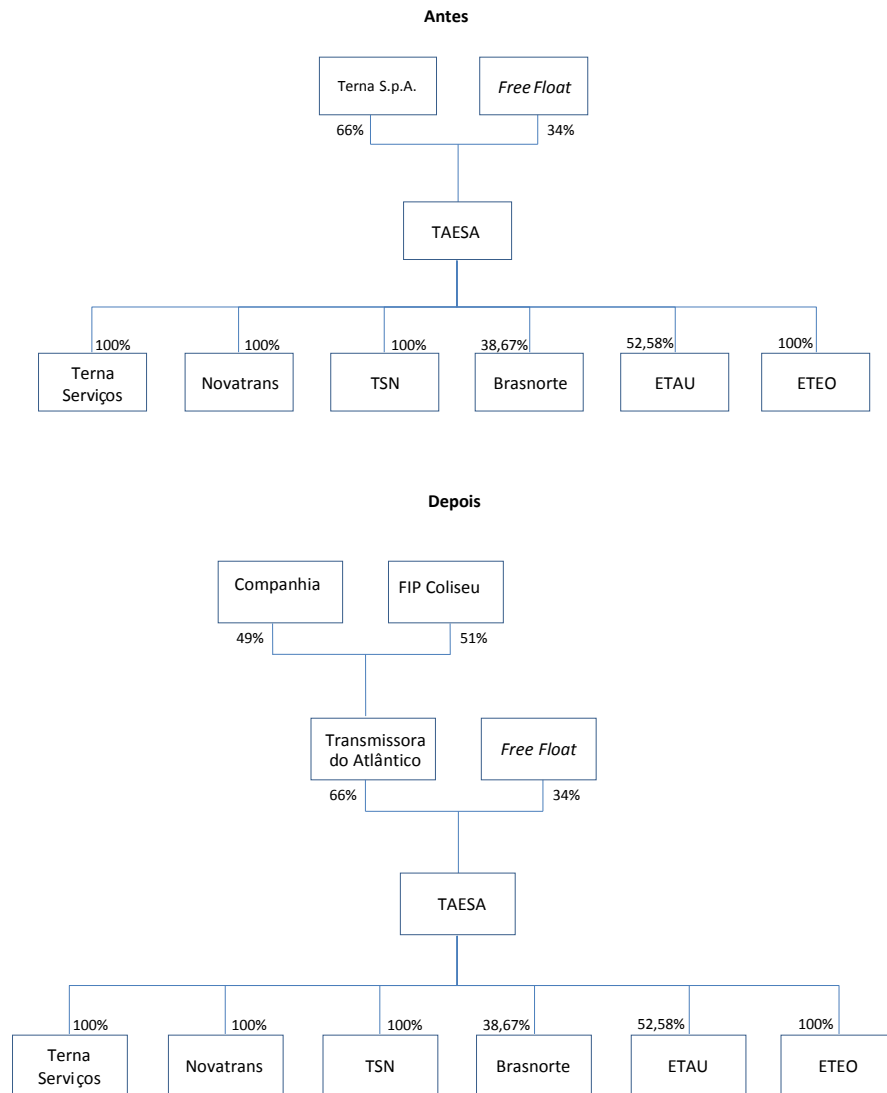 Antes
Terna S.p.A.
Free Float
66%
34%
TAESA
100%
100%
100%
38,67%
52,58%
100%
Terna
Serviços
Novatrans
TSN
Brasnorte
ETAU
ETEO
Depois
Companhia
FIP Coliseu
49%
51%
Transmissora
do Atlântico
Free Float
66%
34%
TAESA
100%
100%
100%
38,67%
52,58%
100%
Terna
Serviços
Novatrans
TSN
Brasnorte
ETAU
ETEO